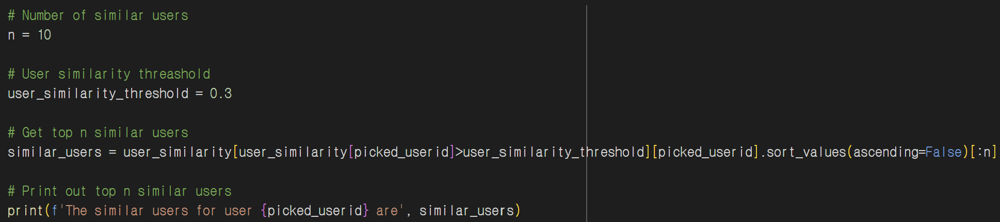 # Number of similar users
n = 10
# User similarity threashold
user_similarity_threshold = 0.3
# Get top n similar users
similar_users = user_similarity[user_similarity[picked_userid]>user_similarity_threshold][picked_userid].sort_values(ascending=False)[:n]
# Print out top n similar users
print(f'The similar users for user {picked_userid} are', similar_users)